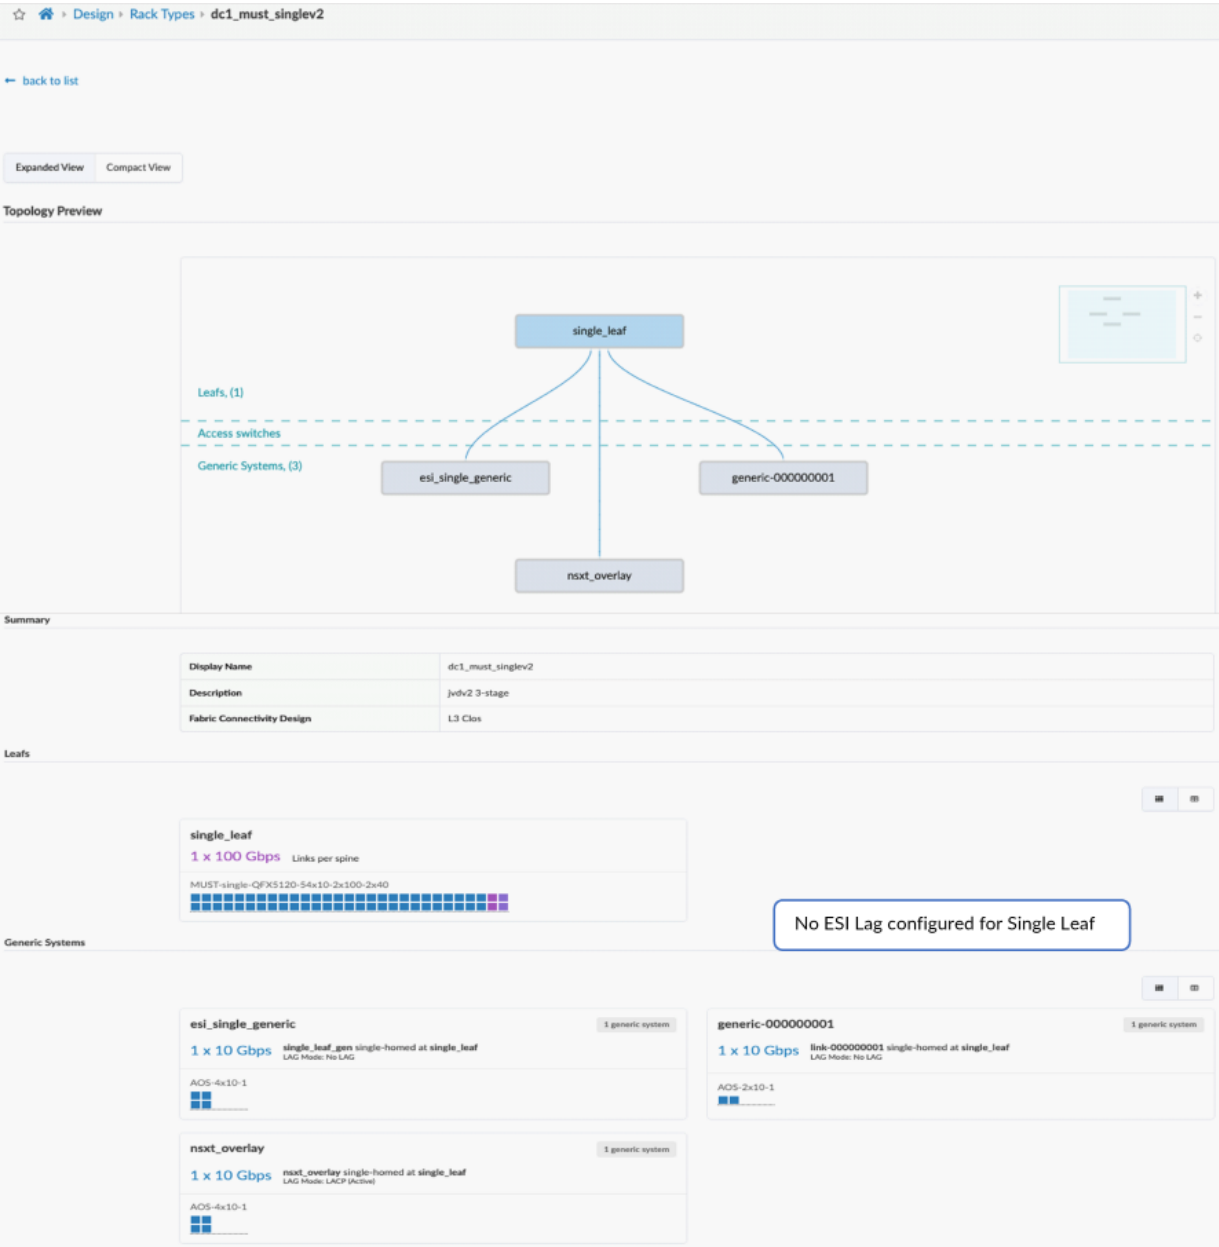 Design › Rack Types › dc1_must_singlev2
← back to list
Expanded View Compact View
Topology Preview
single_leaf
Leafs, (1)
Access switches
Generic Systems, (3)
esi_single_generic
generic-000000001
nsxt_overlay
Summary
Display Name dc1_must_singlev2
Description jvdv2 3-stage
Fabric Connectivity Design L3 Clos
Leafs
single_leaf
1 x 100 Gbps Links per spine
MUST-single-QFX5120-54x10-2x100-2x40
No ESI Lag configured for Single Leaf
Generic Systems
esi_single_generic 1 generic system
1 x 10 Gbps single_leaf_gen single-homed at single_leaf
LAG Mode: No LAG
AOS-4x10-1
generic-000000001 1 generic system
1 x 10 Gbps link-000000001 single-homed at single_leaf
LAG Mode: No LAG
AOS-2x10-1
nsxt_overlay 1 generic system
1 x 10 Gbps nsxt_overlay single-homed at single_leaf
LAG Mode: LACP (Active)
AOS-4x10-1